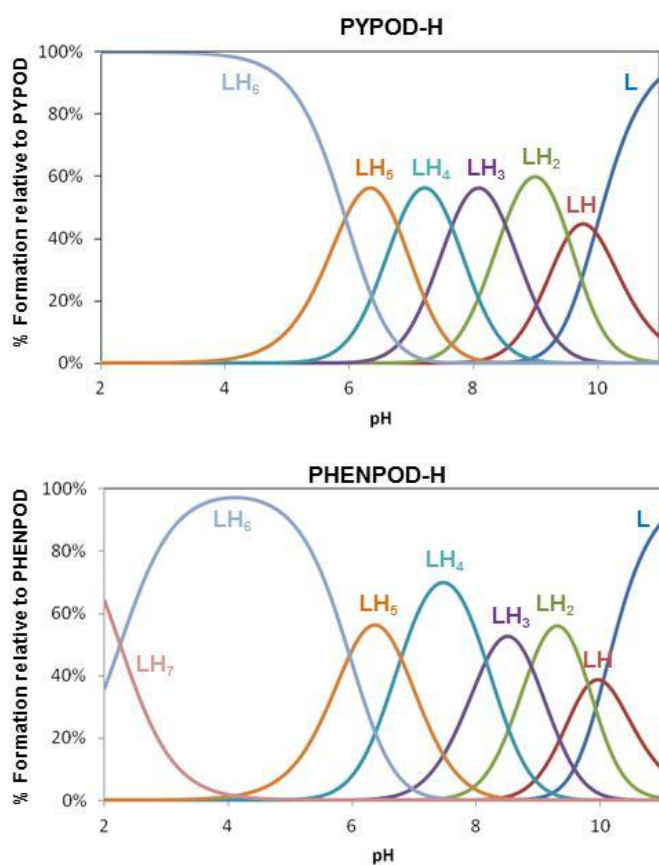 PYPOD-H
% Formation relative to PYPOD
100%
80%
60%
40%
20%
0%
LH₆
LH₅
LH₄
LH₃
LH₂
LH
L
2
4
6
8
10
pH
PHENPOD-H
% Formation relative to PHENPOD
100%
80%
60%
40%
20%
0%
LH₇
LH₆
LH₅
LH₄
LH₃
LH₂
LH
L
2
4
6
8
10
pH